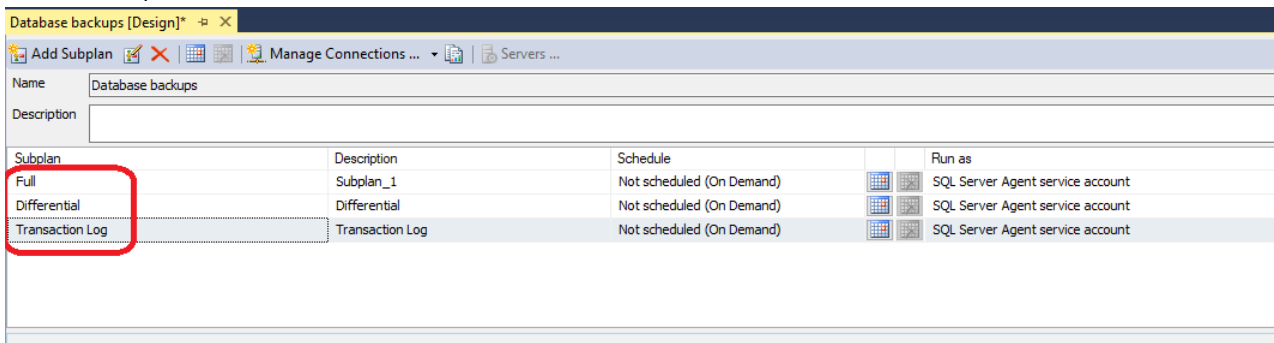 Database backups [Design]*
Add Subplan Manage Connections ... Servers ...
Name Database backups
Description
Subplan Description Schedule Run as
Full Subplan_1 Not scheduled (On Demand) SQL Server Agent service account
Differential Differential Not scheduled (On Demand) SQL Server Agent service account
Transaction Log Transaction Log Not scheduled (On Demand) SQL Server Agent service account